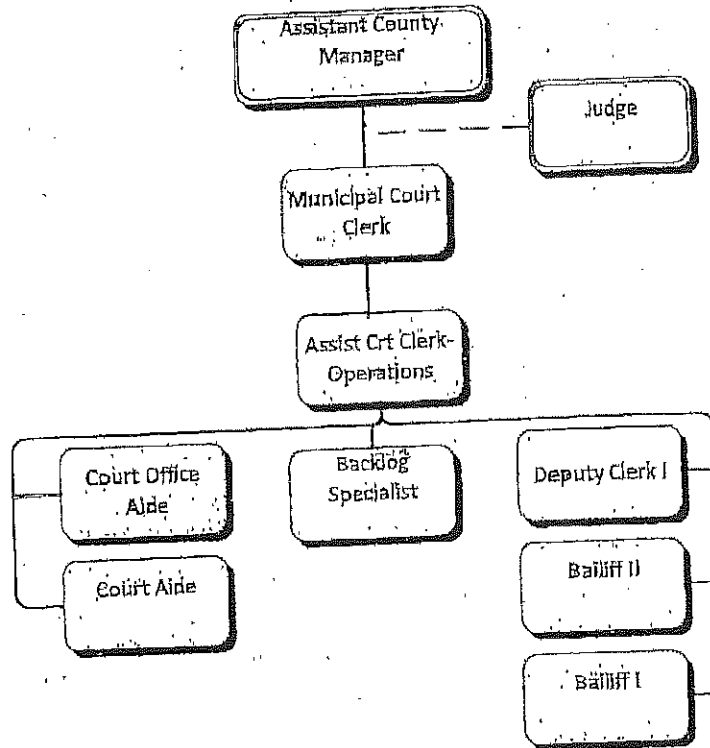 Assistant County
Manager
Judge
Municipal Court
Clerk
Assist Crt Clerk-
Operations
Court Office
Aide
Backlog
Specialist
Deputy Clerk I
Court Aide
Bailiff II
Bailiff I